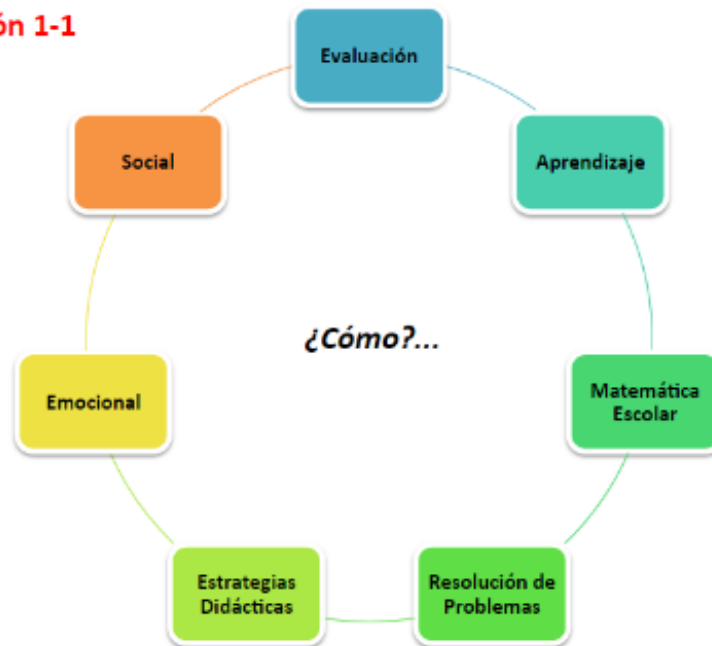 ón 1-1
Evaluación
Social
Aprendizaje
¿Cómo?...
Emocional
Matemática
Escolar
Estrategias
Didácticas
Resolución de
Problemas